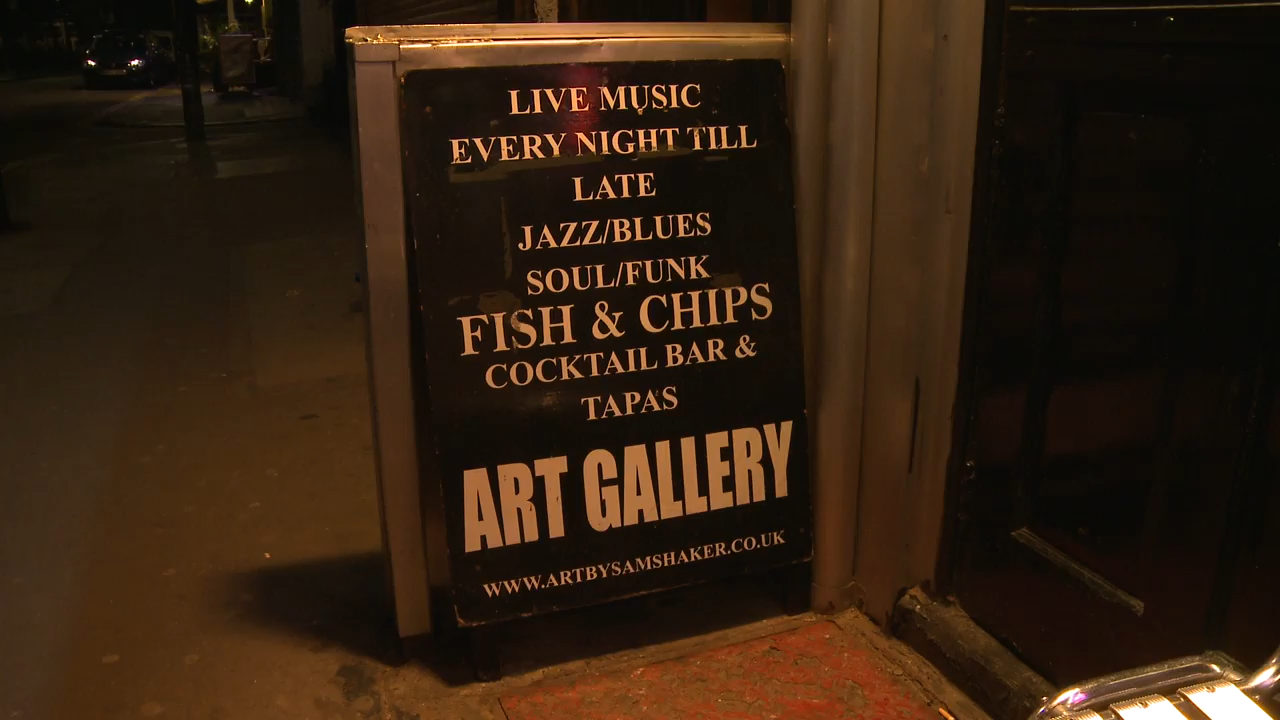 LIVE MUSIC
EVERY NIGHT TILL
LATE
JAZZ/BLUES
SOUL/FUNK
FISH & CHIPS
COCKTAIL BAR &
TAPAS
ART GALLERY
WWW.ARTBYSAMSHAKER.CO.UK